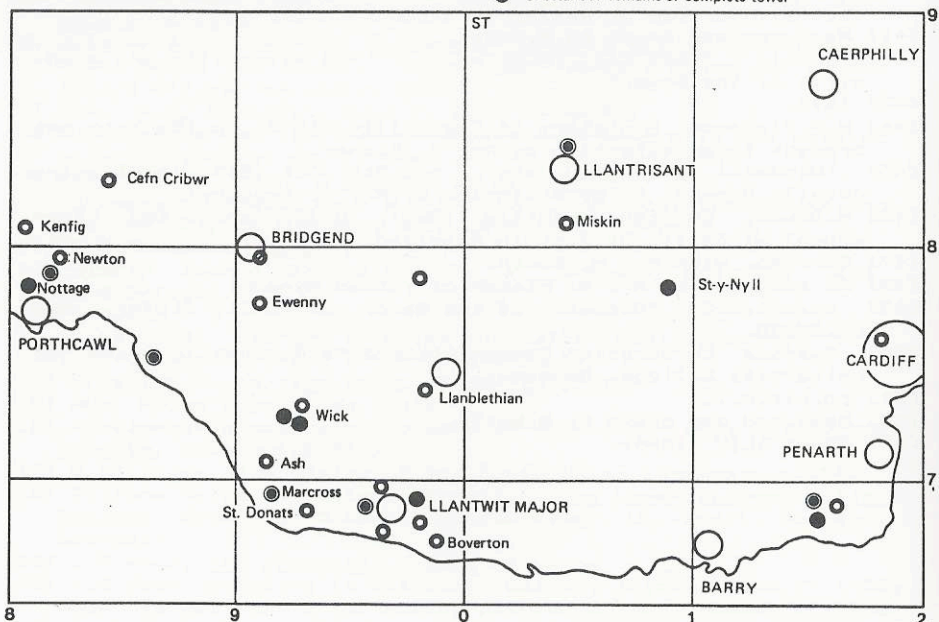 ST
9
CAERPHILLY
LLANTRISANT
Cefn Cribwr
Kenfig
Miskin
BRIDGEND
8
Newton
Nottage
St-y-Nyll
Ewenny
PORTHCAWL
CARDIFF
Llanblethian
Wick
PENARTH
Ash
7
Marcross
LLANTWIT MAJOR
St. Donats
Boverton
BARRY
8
9
0
1
2